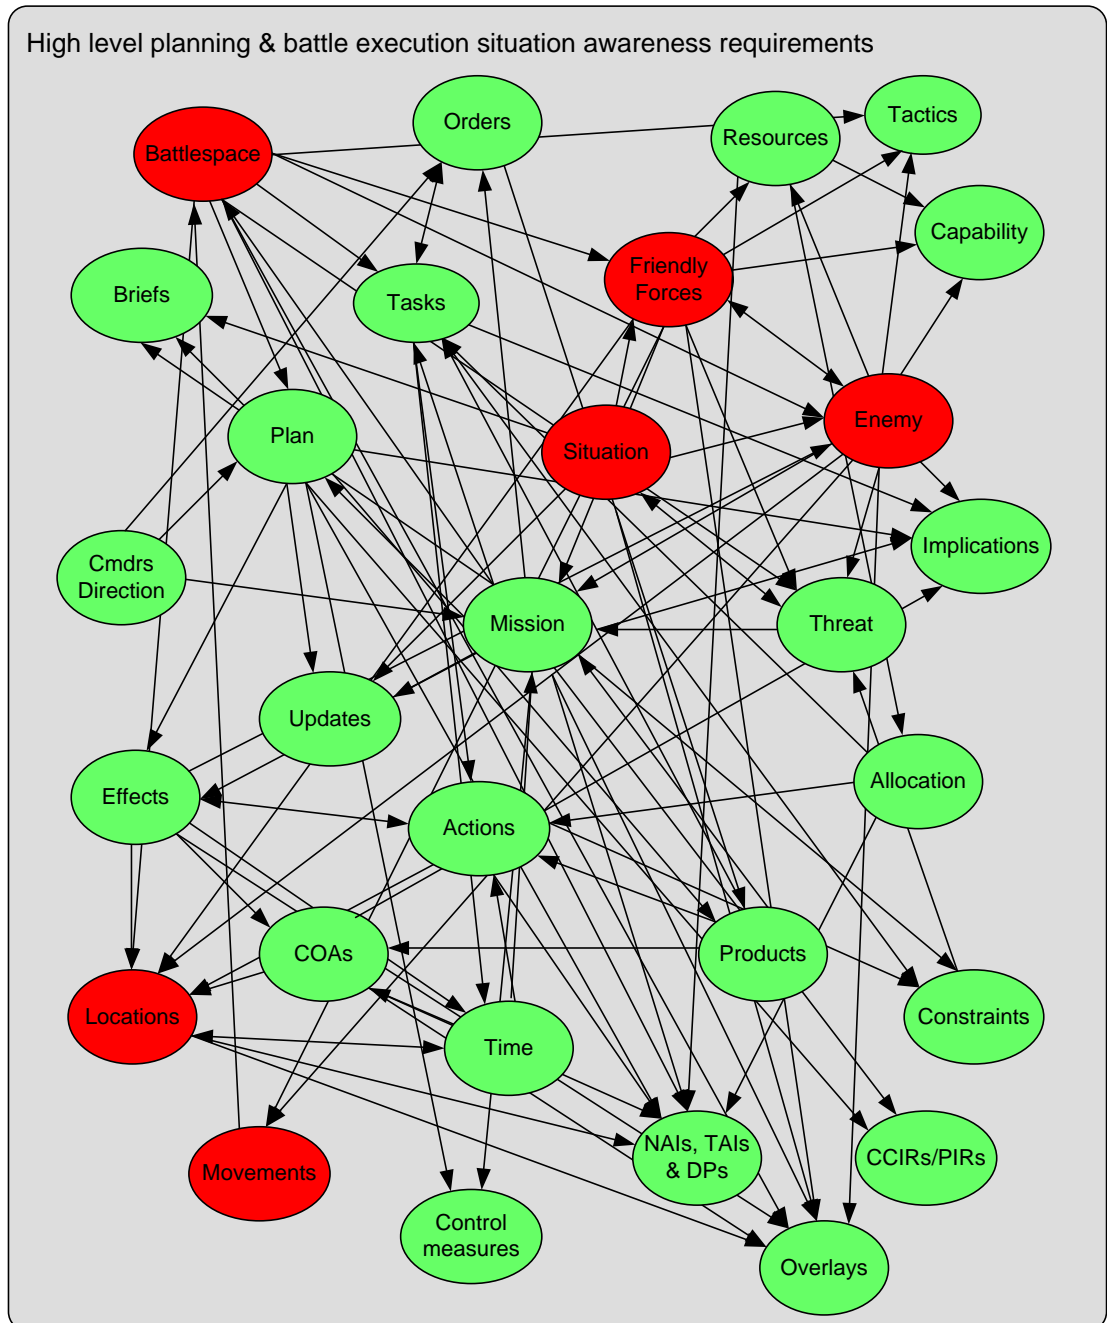 High level planning & battle execution situation awareness requirements
Orders
Tactics
Resources
Battlespace
Capability
Friendly
Forces
Briefs
Tasks
Enemy
Plan
Situation
Implications
Cmdrs
Direction
Mission
Threat
Updates
Allocation
Effects
Actions
COAs
Products
Locations
Constraints
Time
NAIs, TAIs
& DPs
CCIRs/PIRs
Movements
Control
measures
Overlays